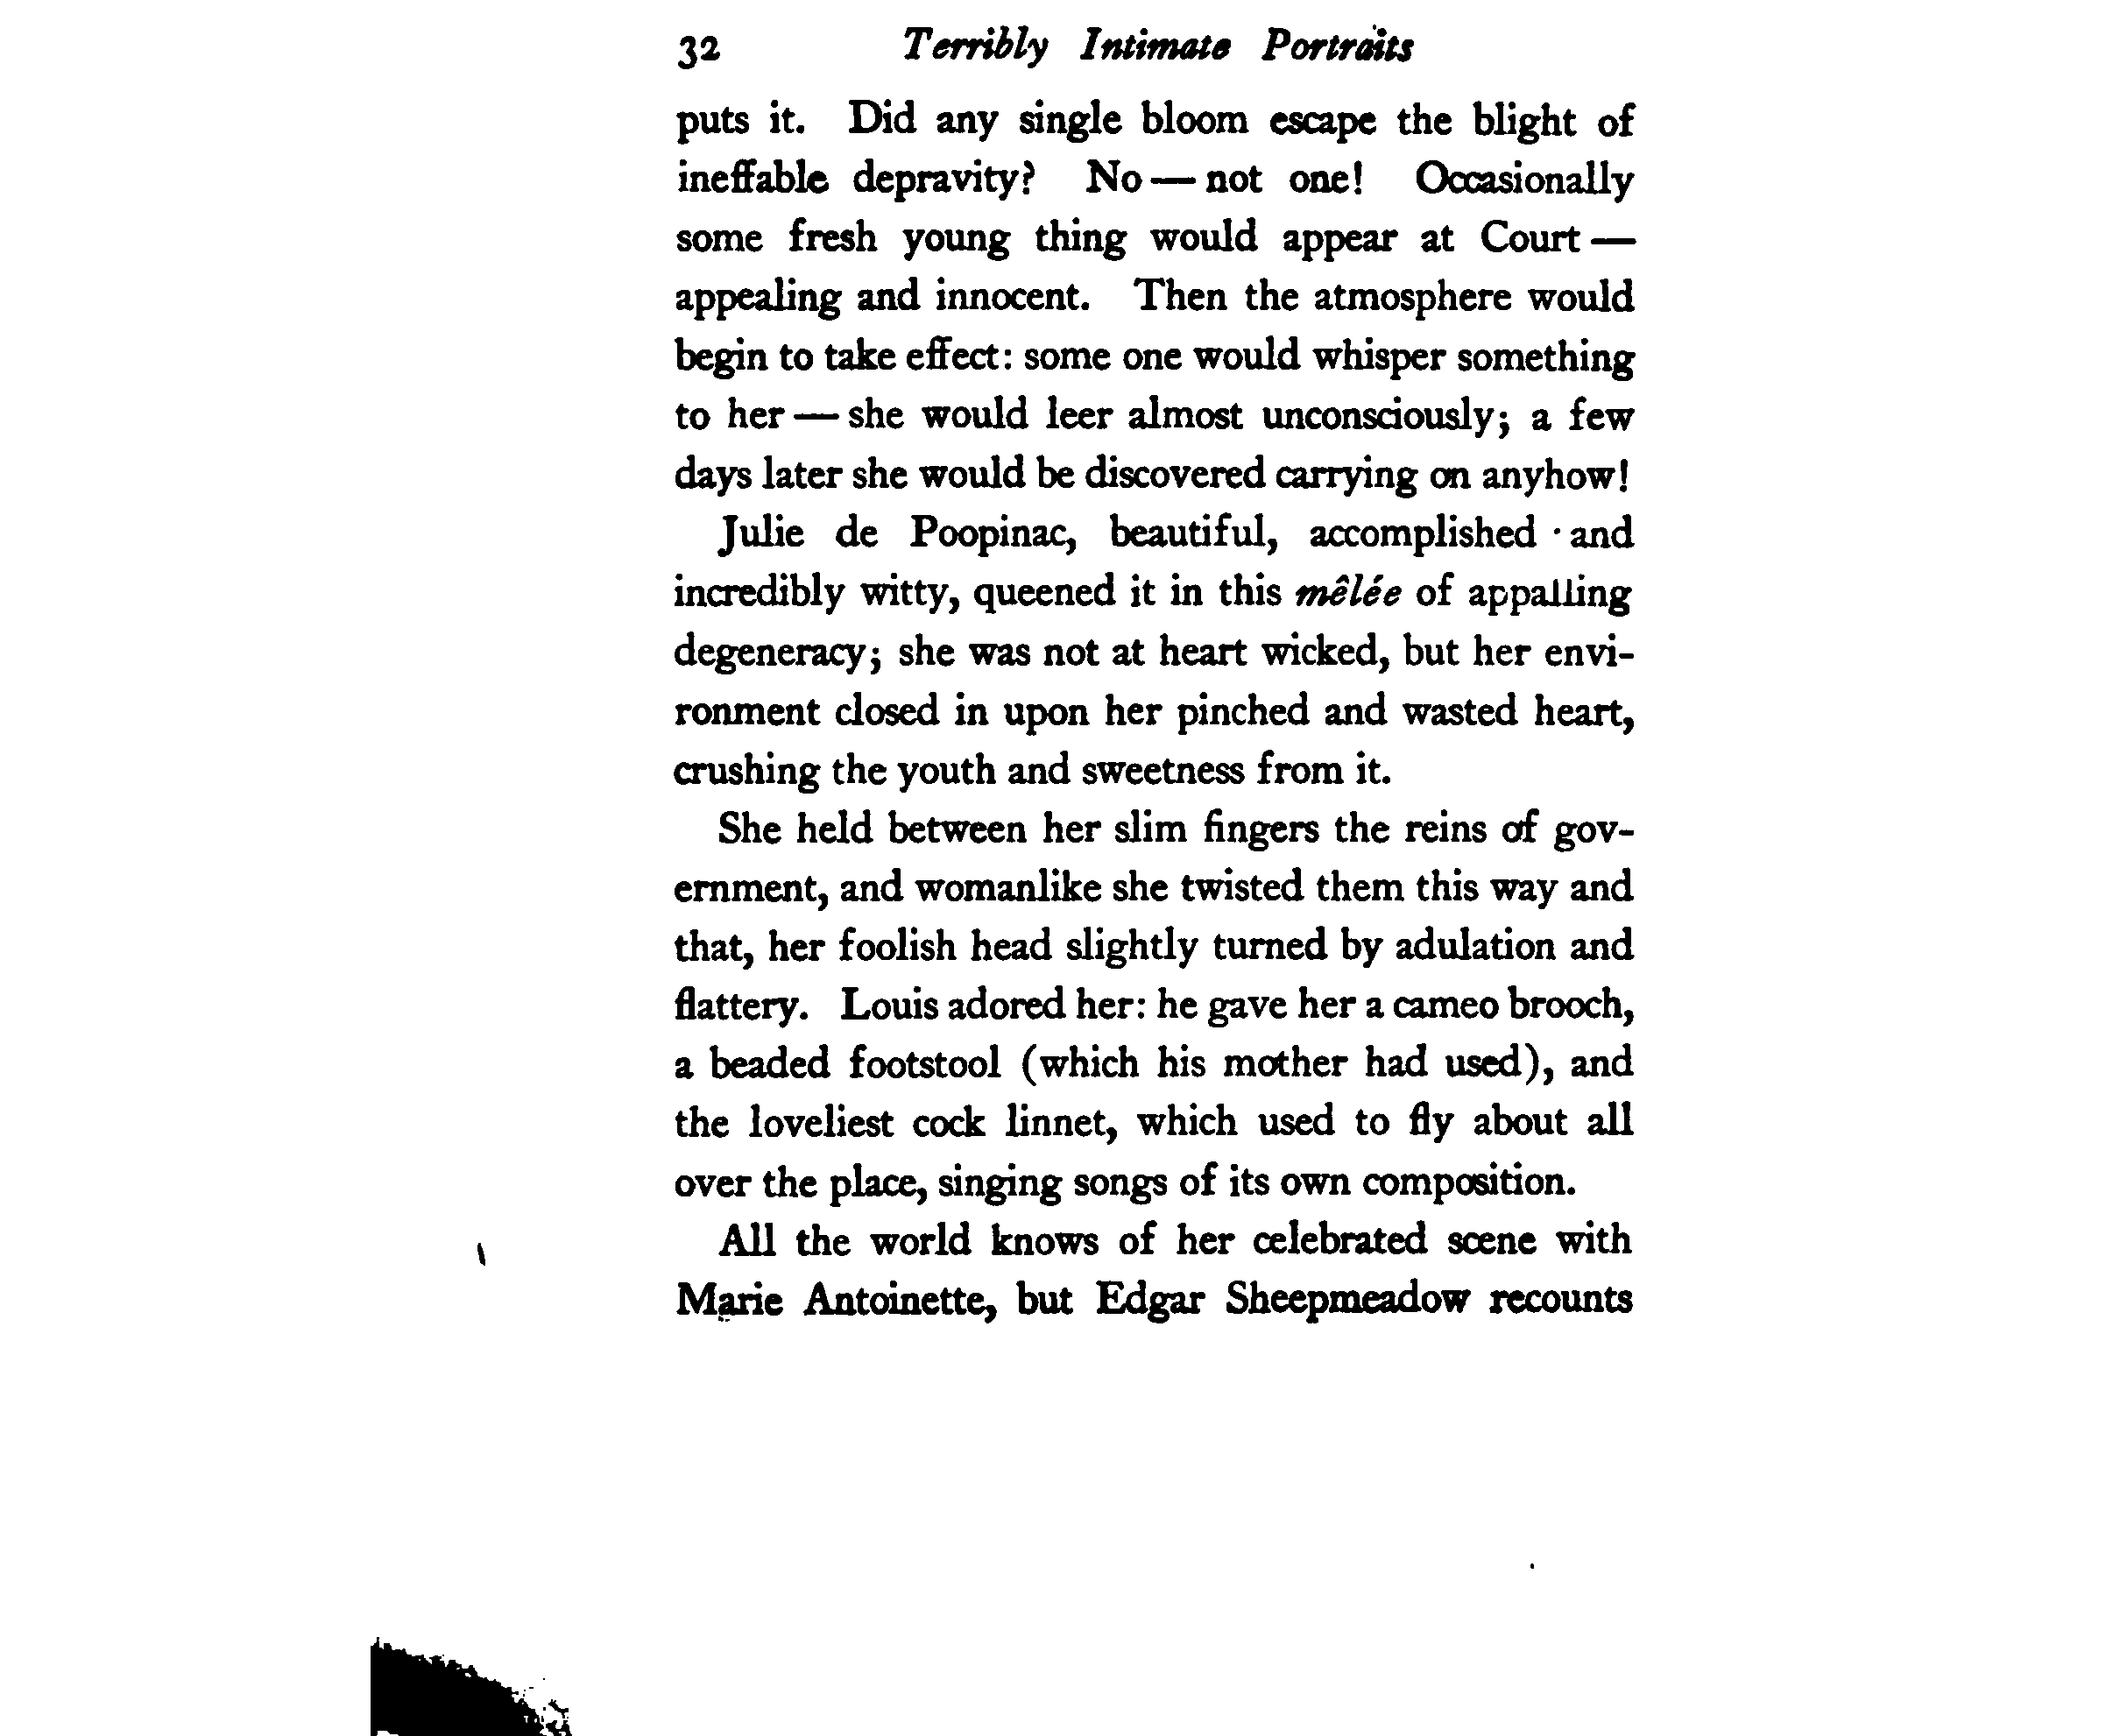 32 Terribly Intimate Portraits
puts it. Did any single bloom escape the blight of
ineffable depravity? No — not one! Occasionally
some fresh young thing would appear at Court —
appealing and innocent. Then the atmosphere would
begin to take effect: some one would whisper something
to her — she would leer almost unconsciously; a few
days later she would be discovered carrying on anyhow!
Julie de Poopinac, beautiful, accomplished and
incredibly witty, queened it in this mêlée of appalling
degeneracy; she was not at heart wicked, but her envi-
ronment closed in upon her pinched and wasted heart,
crushing the youth and sweetness from it.
She held between her slim fingers the reins of gov-
ernment, and womanlike she twisted them this way and
that, her foolish head slightly turned by adulation and
flattery. Louis adored her: he gave her a cameo brooch,
a beaded footstool (which his mother had used), and
the loveliest cock linnet, which used to fly about all
over the place, singing songs of its own composition.
All the world knows of her celebrated scene with
Marie Antoinette, but Edgar Sheepmeadow recounts